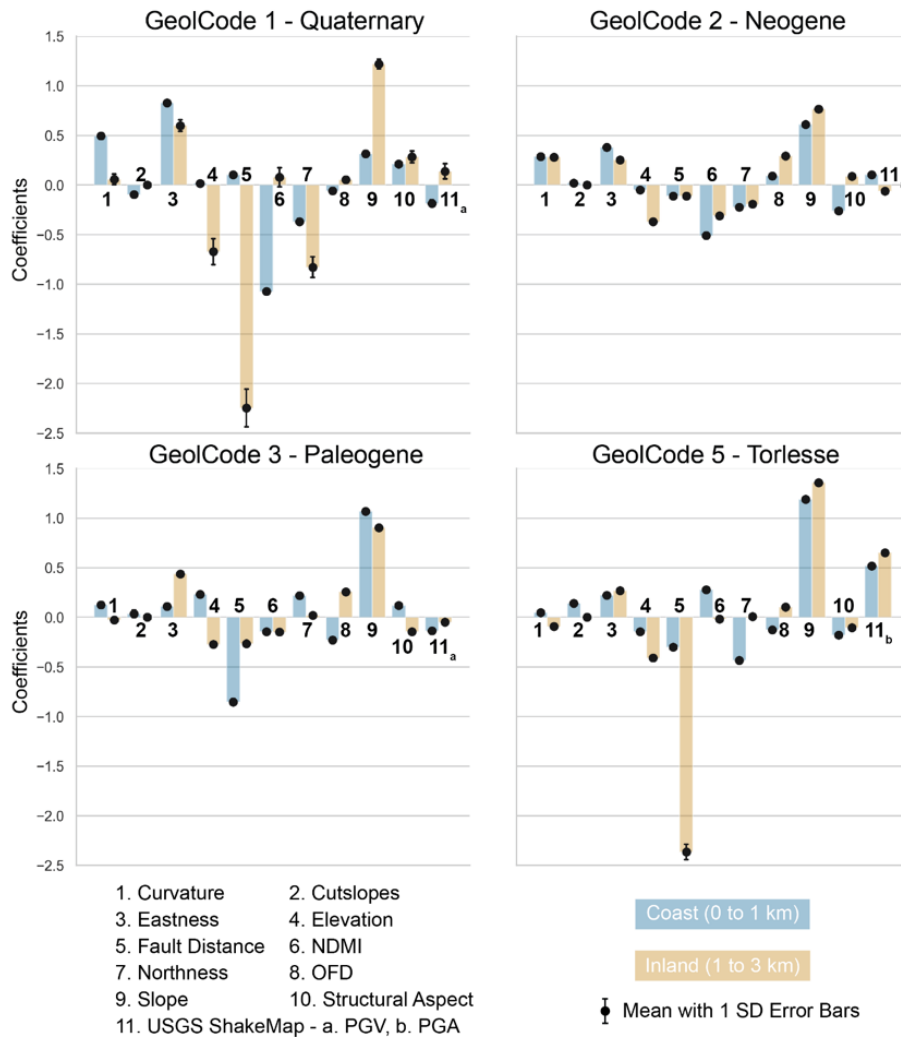 GeolCode 1 - Quaternary
GeolCode 2 - Neogene
Coefficients
1.5
1.0
0.5
0.0
−0.5
−1.0
−1.5
−2.0
−2.5
1
2
3
4
5
6
7
8
9
10
11a
1
2
3
4
5
6
7
8
9
10
11
GeolCode 3 - Paleogene
GeolCode 5 - Torlesse
Coefficients
1.5
1.0
0.5
0.0
−0.5
−1.0
−1.5
−2.0
−2.5
1
2
3
4
5
6
7
8
9
10
11a
1
2
3
4
5
6
7
8
9
10
11b
1. Curvature
2. Cutslopes
3. Eastness
4. Elevation
5. Fault Distance
6. NDMI
7. Northness
8. OFD
9. Slope
10. Structural Aspect
11. USGS ShakeMap - a. PGV, b. PGA
Coast (0 to 1 km)
Inland (1 to 3 km)
Mean with 1 SD Error Bars